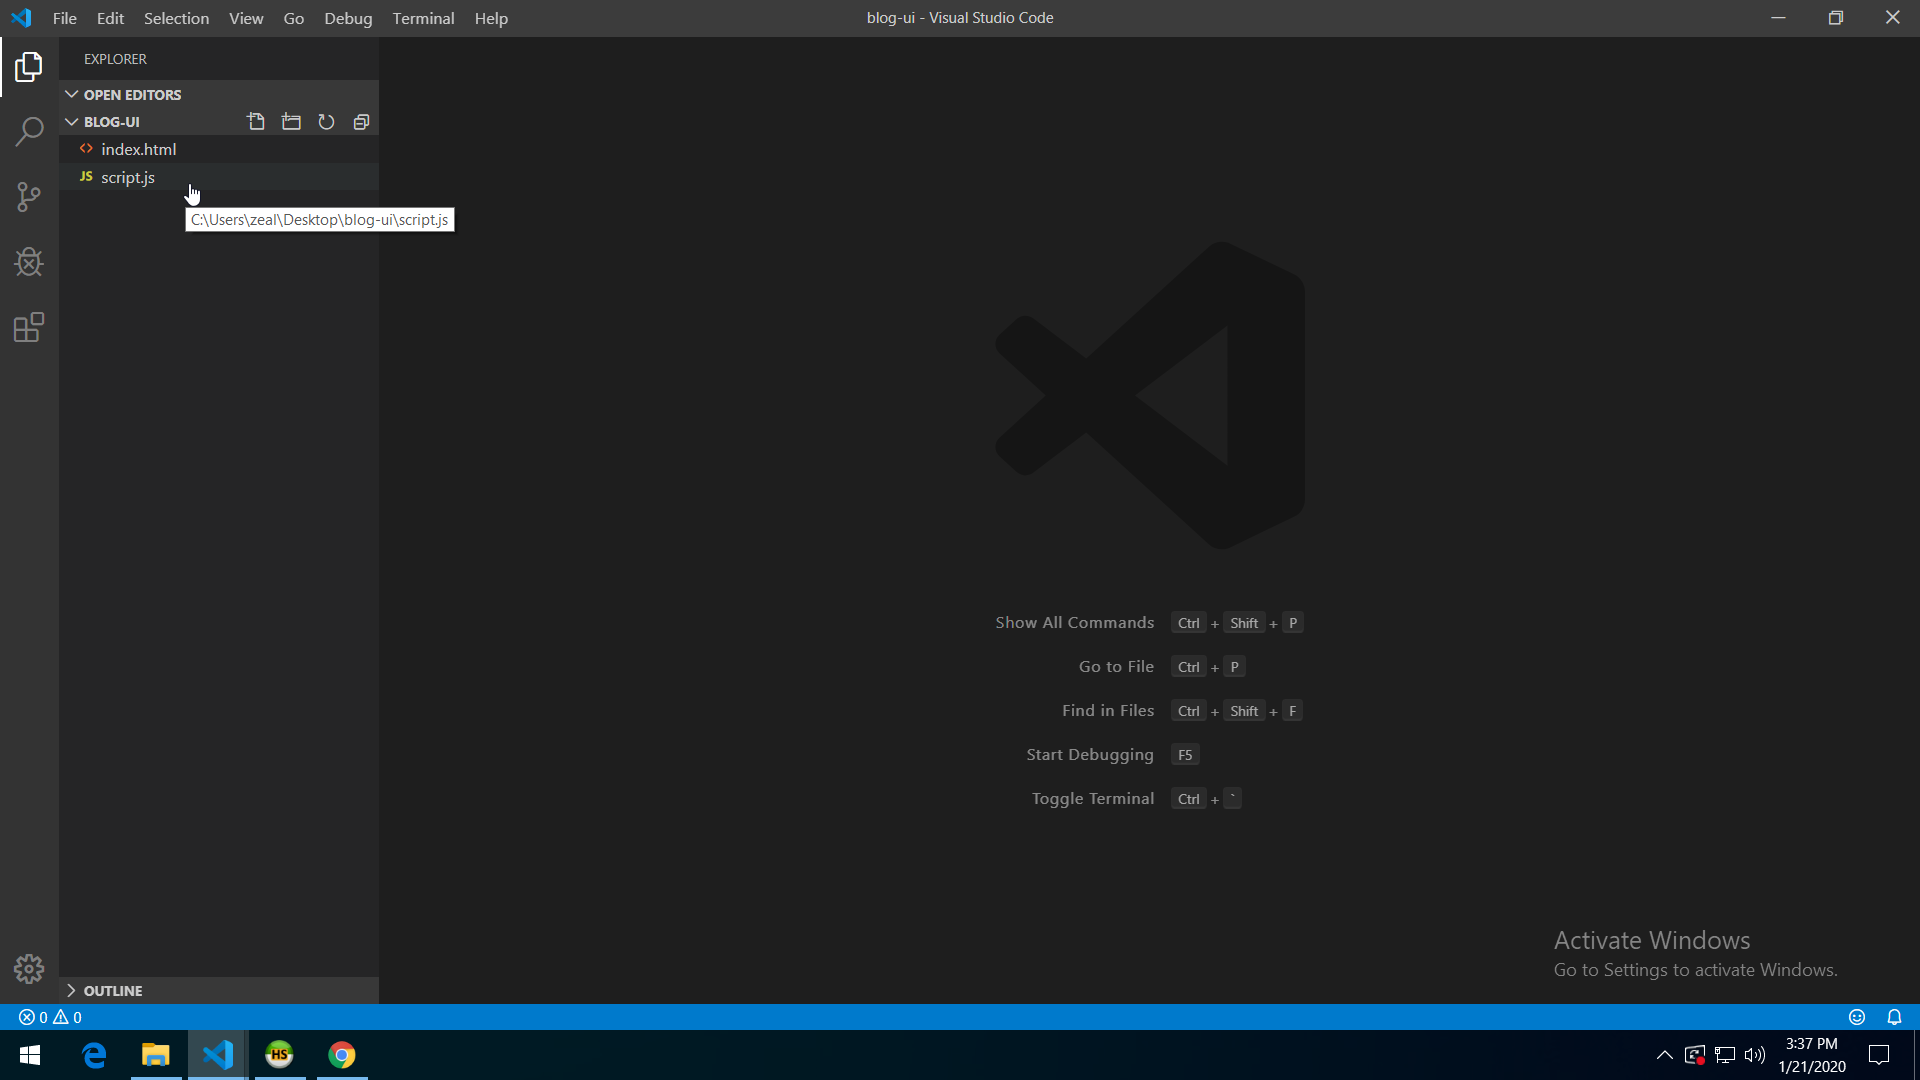 File Edit Selection View Go Debug Terminal Help
blog-ui - Visual Studio Code
EXPLORER
OPEN EDITORS
BLOG-UI
<> index.html
JS script.js
C:\Users\zeal\Desktop\blog-ui\script.js
Show All Commands Ctrl + Shift + P
Go to File Ctrl + P
Find in Files Ctrl + Shift + F
Start Debugging F5
Toggle Terminal Ctrl + `
Activate Windows
Go to Settings to activate Windows.
OUTLINE
0 0
HS
3:37 PM
1/21/2020